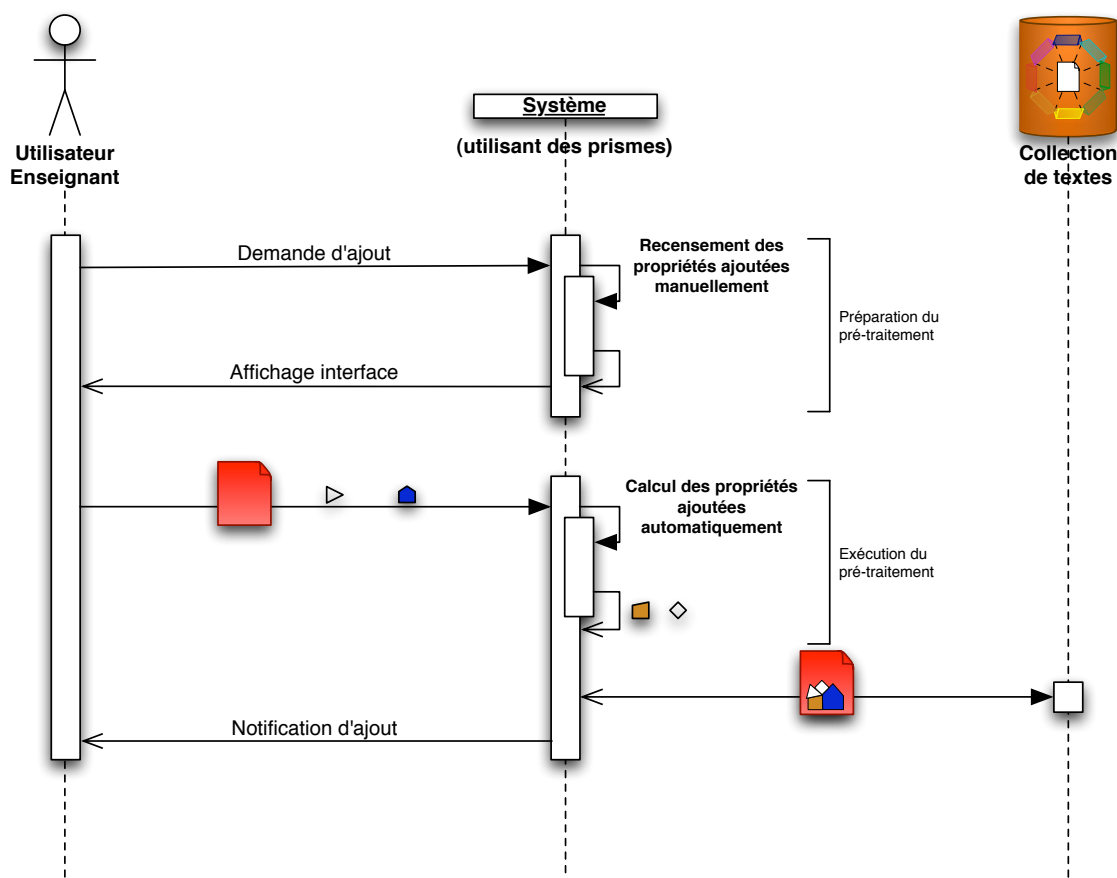 Utilisateur
Enseignant
Système
(utilisant des prismes)
Collection
de textes
Demande d'ajout
Recensement des
propriétés ajoutées
manuellement
Préparation du
pré-traitement
Affichage interface
Calcul des propriétés
ajoutées
automatiquement
Exécution du
pré-traitement
Notification d'ajout